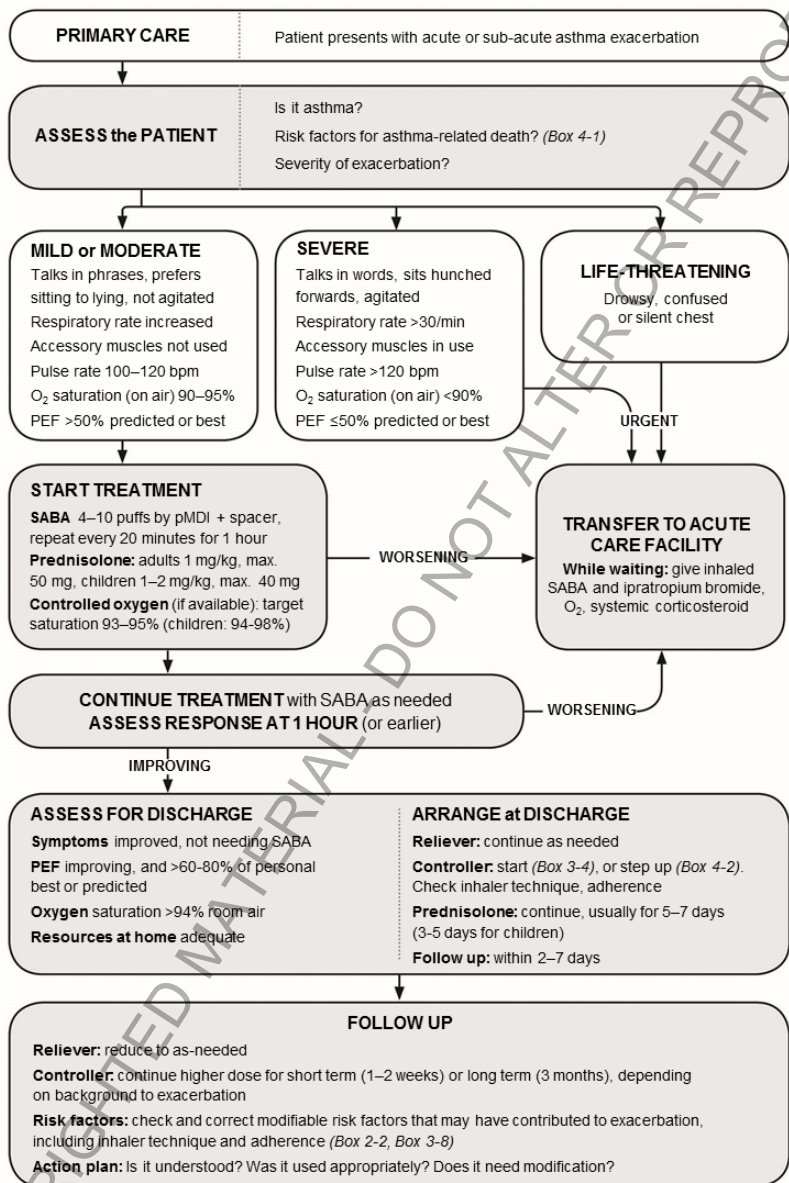 PRIMARY CARE
Patient presents with acute or sub-acute asthma exacerbation
ASSESS the PATIENT
Is it asthma?
Risk factors for asthma-related death? (Box 4-1)
Severity of exacerbation?
MILD or MODERATE
Talks in phrases, prefers
sitting to lying, not agitated
Respiratory rate increased
Accessory muscles not used
Pulse rate 100–120 bpm
O₂ saturation (on air) 90–95%
PEF >50% predicted or best
SEVERE
Talks in words, sits hunched
forwards, agitated
Respiratory rate >30/min
Accessory muscles in use
Pulse rate >120 bpm
O₂ saturation (on air) <90%
PEF ≤50% predicted or best
LIFE-THREATENING
Drowsy, confused
or silent chest
URGENT
START TREATMENT
SABA 4–10 puffs by pMDI + spacer,
repeat every 20 minutes for 1 hour
Prednisolone: adults 1 mg/kg, max.
50 mg, children 1–2 mg/kg, max. 40 mg
Controlled oxygen (if available): target
saturation 93–95% (children: 94-98%)
WORSENING
TRANSFER TO ACUTE
CARE FACILITY
While waiting: give inhaled
SABA and ipratropium bromide,
O₂, systemic corticosteroid
CONTINUE TREATMENT with SABA as needed
ASSESS RESPONSE AT 1 HOUR (or earlier)
WORSENING
IMPROVING
ASSESS FOR DISCHARGE
Symptoms improved, not needing SABA
PEF improving, and >60-80% of personal
best or predicted
Oxygen saturation >94% room air
Resources at home adequate
ARRANGE at DISCHARGE
Reliever: continue as needed
Controller: start (Box 3-4), or step up (Box 4-2).
Check inhaler technique, adherence
Prednisolone: continue, usually for 5–7 days
(3-5 days for children)
Follow up: within 2–7 days
FOLLOW UP
Reliever: reduce to as-needed
Controller: continue higher dose for short term (1–2 weeks) or long term (3 months), depending
on background to exacerbation
Risk factors: check and correct modifiable risk factors that may have contributed to exacerbation,
including inhaler technique and adherence (Box 2-2, Box 3-8)
Action plan: Is it understood? Was it used appropriately? Does it need modification?
MATERIAL - DO NOT ALTER OR